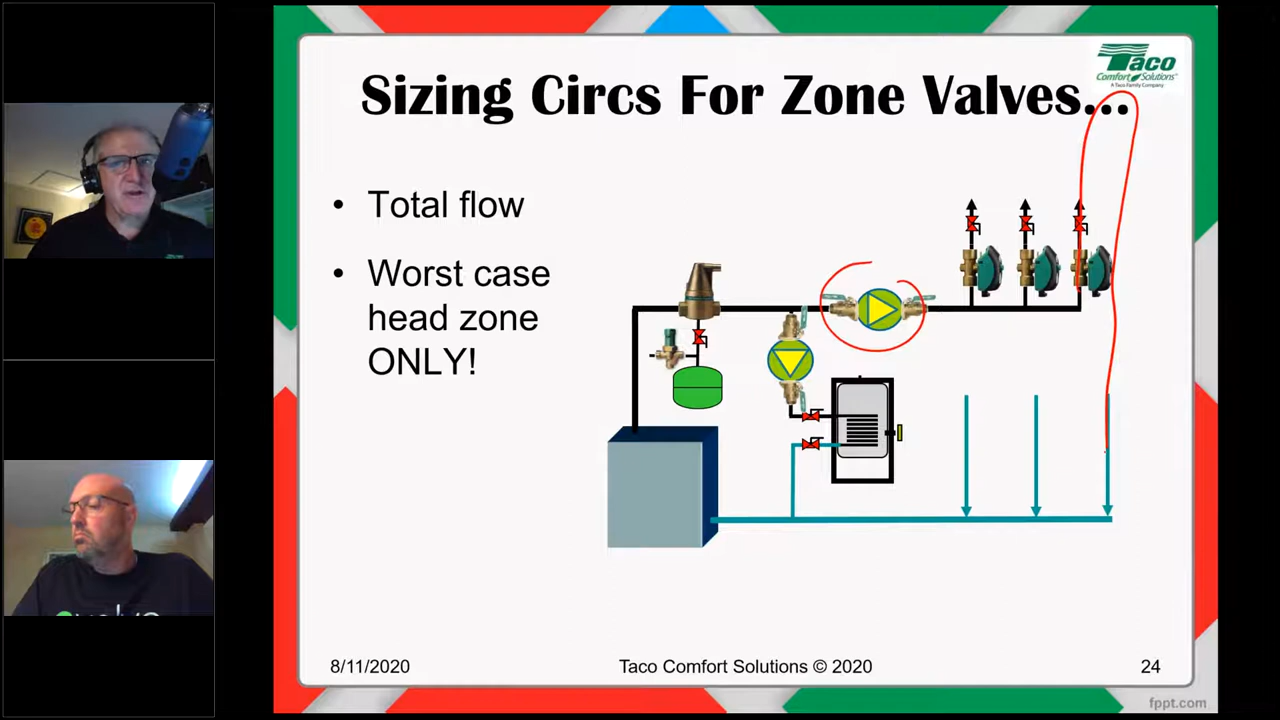 Sizing Circs For Zone Valves...
Taco
Comfort Solutions
A Taco Family Company
• Total flow
• Worst case
head zone
ONLY!
8/11/2020
Taco Comfort Solutions © 2020
24
fppt.com